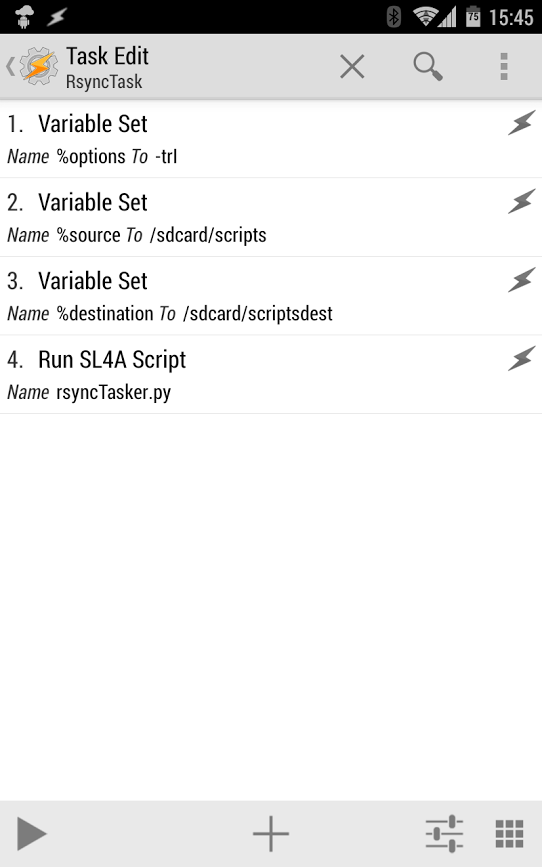 75 15:45
Task Edit
RsyncTask
1. Variable Set
Name %options To -trl
2. Variable Set
Name %source To /sdcard/scripts
3. Variable Set
Name %destination To /sdcard/scriptsdest
4. Run SL4A Script
Name rsyncTasker.py